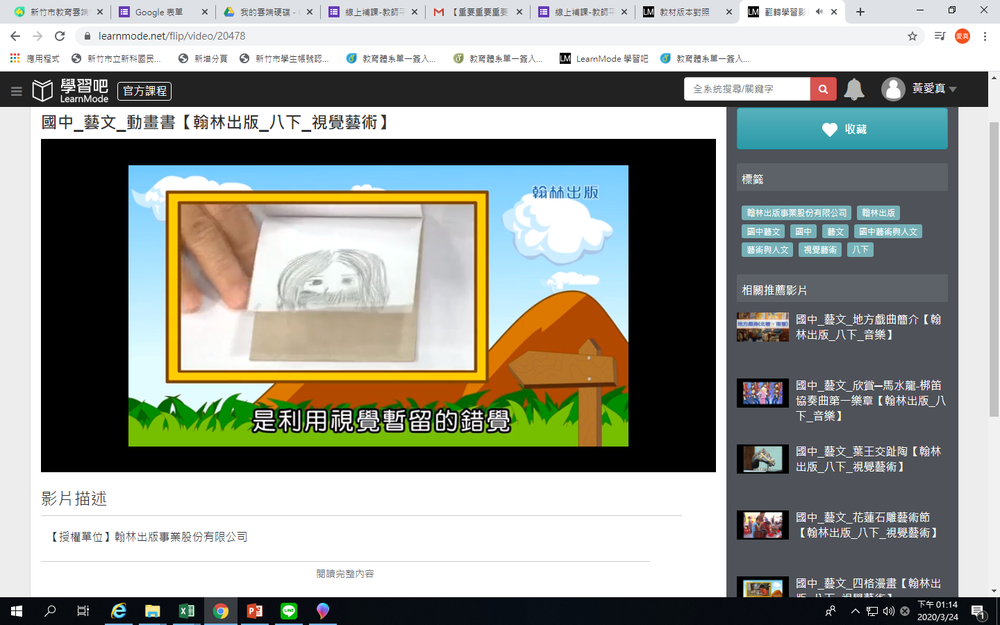 新竹市教育雲端
Google 表單
我的雲端硬碟 -
線上補課-教師平
【重要重要重要
線上補課-教師平
教材版本對照
翻轉學習影片
learnmode.net/flip/video/20478
愛真
應用程式
新竹市立新科國民...
新增分頁
新竹市學生帳號認...
教育體系單一簽入...
教育體系單一簽入...
LM LearnMode 學習吧
教育體系單一簽入...
學習吧
LearnMode
官方課程
全系統搜尋/關鍵字
黃愛真
國中_藝文_動畫書【翰林出版_八下_視覺藝術】
翰林出版
是利用視覺暫留的錯覺
影片描述
【授權單位】翰林出版事業股份有限公司
閱讀完整內容
收藏
標籤
翰林出版事業股份有限公司 翰林出版
國中藝文 國中 藝文 國中藝術與人文
藝術與人文 視覺藝術 八下
相關推薦影片
地方戲曲(北管、南管)
國中_藝文_地方戲曲簡介【翰
林出版_八下_音樂】
國中_藝文_欣賞—馬水龍-梆笛
協奏曲第一樂章【翰林出版_八
下_音樂】
國中_藝文_葉王交趾陶【翰林
出版_八下_視覺藝術】
國中_藝文_花蓮石雕藝術節
【翰林出版_八下_視覺藝術】
國中_藝文_四格漫畫【翰林出
版_八下_視覺藝術】
下午 01:14
2020/3/24
1